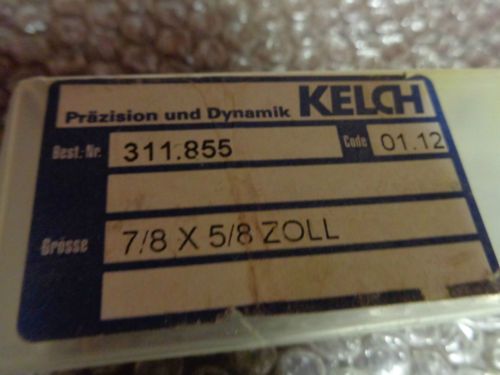 Präzision und Dynamik KELCH
Best. Nr. 311.855 Code 01.12
Grösse 7/8 X 5/8 ZOLL